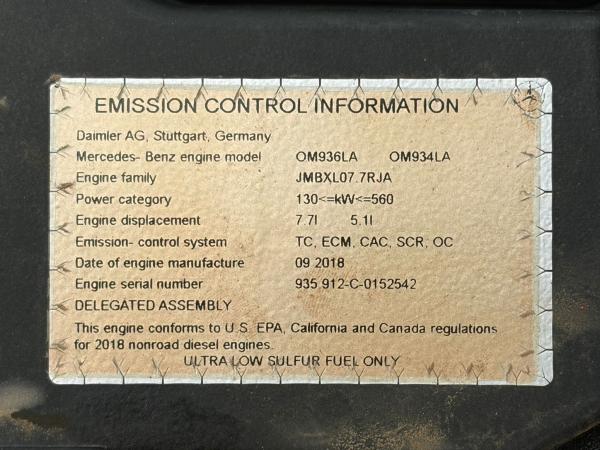 EMISSION CONTROL INFORMATION
Daimler AG, Stuttgart, Germany
Mercedes- Benz engine model OM936LA OM934LA
Engine family JMBXL07.7RJA
Power category 130<=kW<=560
Engine displacement 7.7l 5.1l
Emission- control system TC, ECM, CAC, SCR, OC
Date of engine manufacture 09 2018
Engine serial number 935 912-C-0152542
DELEGATED ASSEMBLY
This engine conforms to U.S. EPA, California and Canada regulations
for 2018 nonroad diesel engines.
ULTRA LOW SULFUR FUEL ONLY